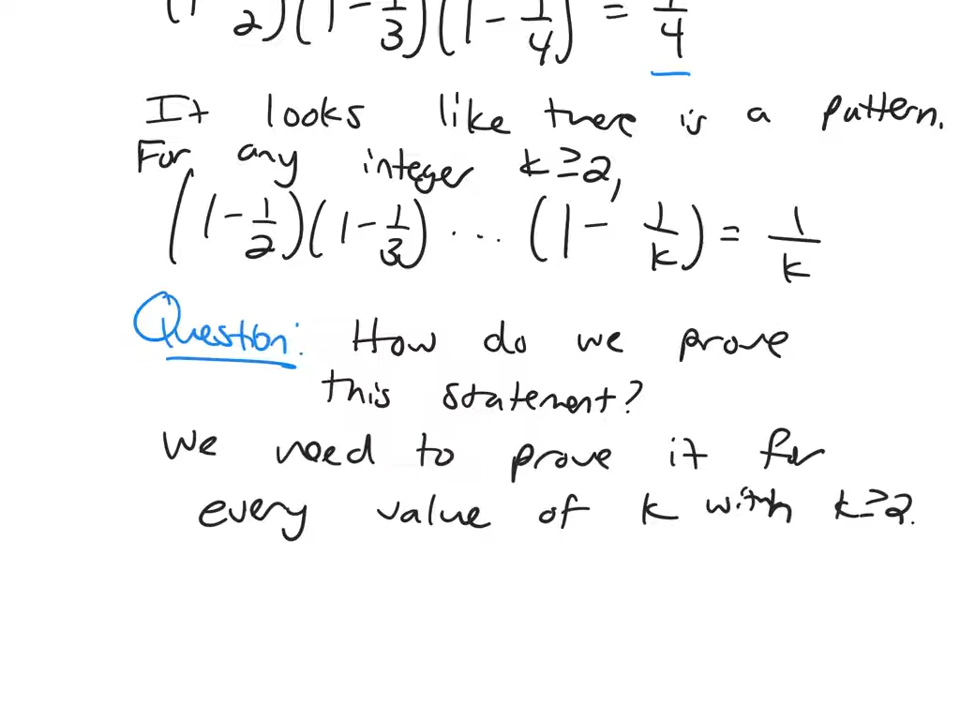 (1-1/2)(1-1/3)(1-1/4) = 1/4
It looks like there is a pattern.
For any integer k≥2,
(1-1/2)(1-1/3)...(1-1/k) = 1/k
Question: How do we prove
this statement?
We need to prove it for
every value of k with k≥2.